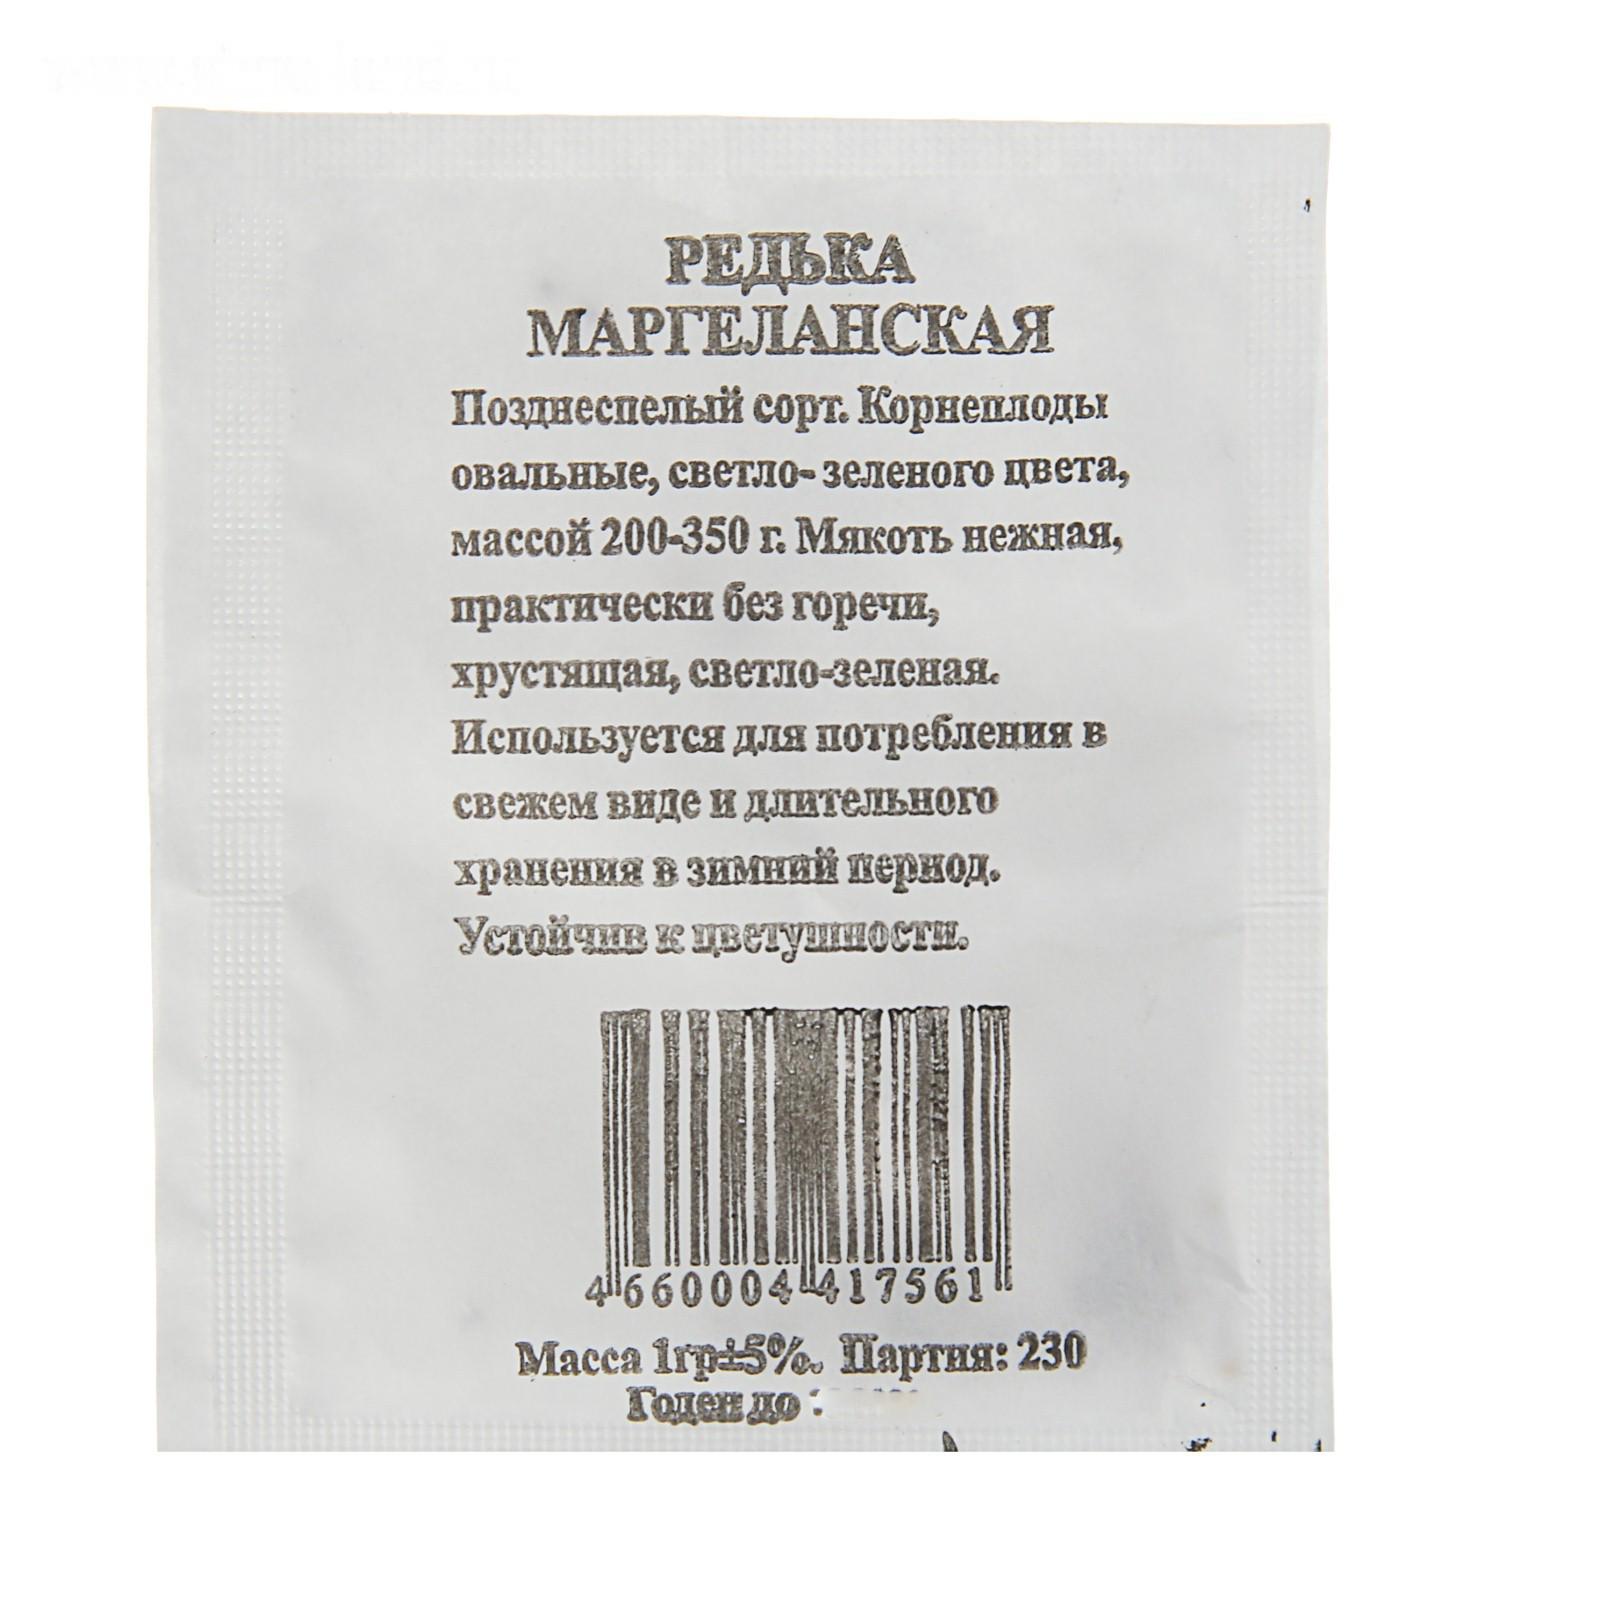 РЕДЬКА
МАРГЕЛАНСКАЯ
Позднеспелый сорт. Корнеплоды
овальные, светло- зеленого цвета,
массой 200-350 г. Мякоть нежная,
практически без горечи,
хрустящая, светло-зеленая.
Используется для потребления в
свежем виде и длительного
хранения в зимний период.
Устойчив к цветушности.
4 660004 417561
Масса 1гр±5%. Партия: 230
Годен до